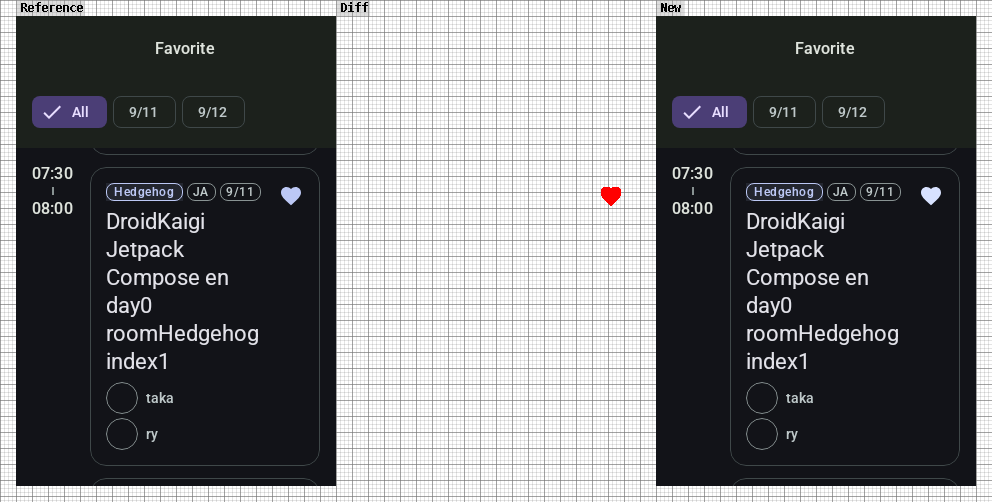 Reference
Diff
New
Favorite
All
9/11
9/12
07:30
08:00
Hedgehog
JA
9/11
DroidKaigi
Jetpack
Compose en
day0
roomHedgehog
index1
taka
ry
Favorite
All
9/11
9/12
07:30
08:00
Hedgehog
JA
9/11
DroidKaigi
Jetpack
Compose en
day0
roomHedgehog
index1
taka
ry